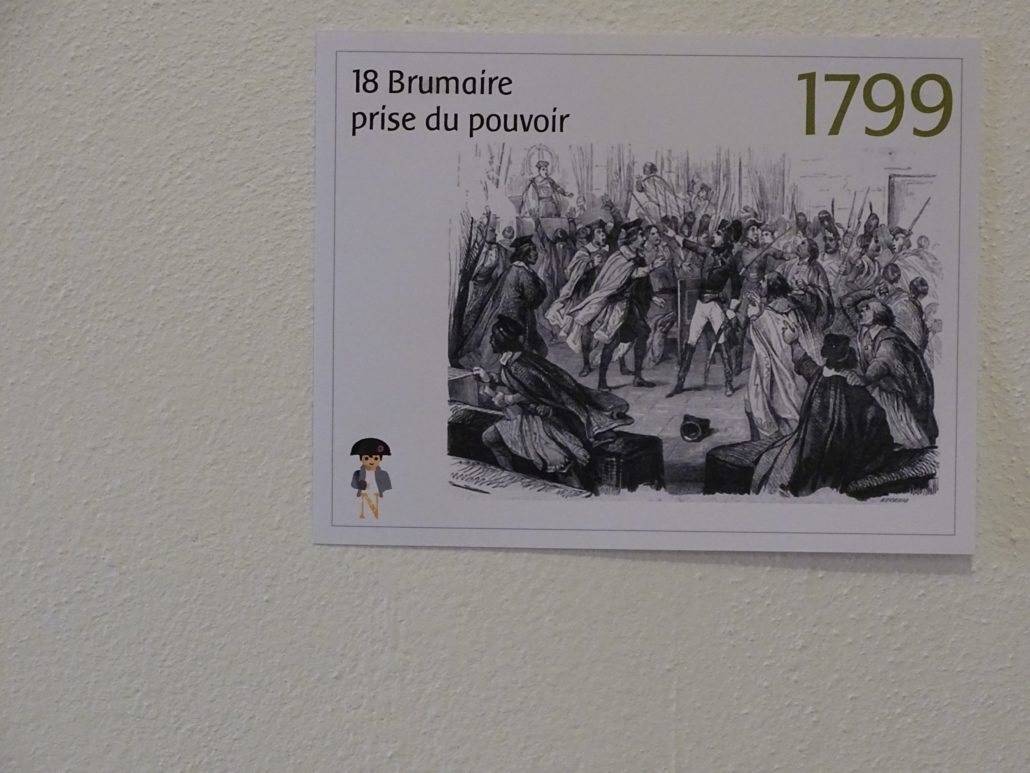 18 Brumaire
prise du pouvoir
1799
N